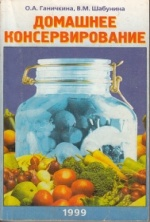 О.А. Ганичкина, В.М. Шабунина
ДОМАШНЕЕ
КОНСЕРВИРОВАНИЕ
1999